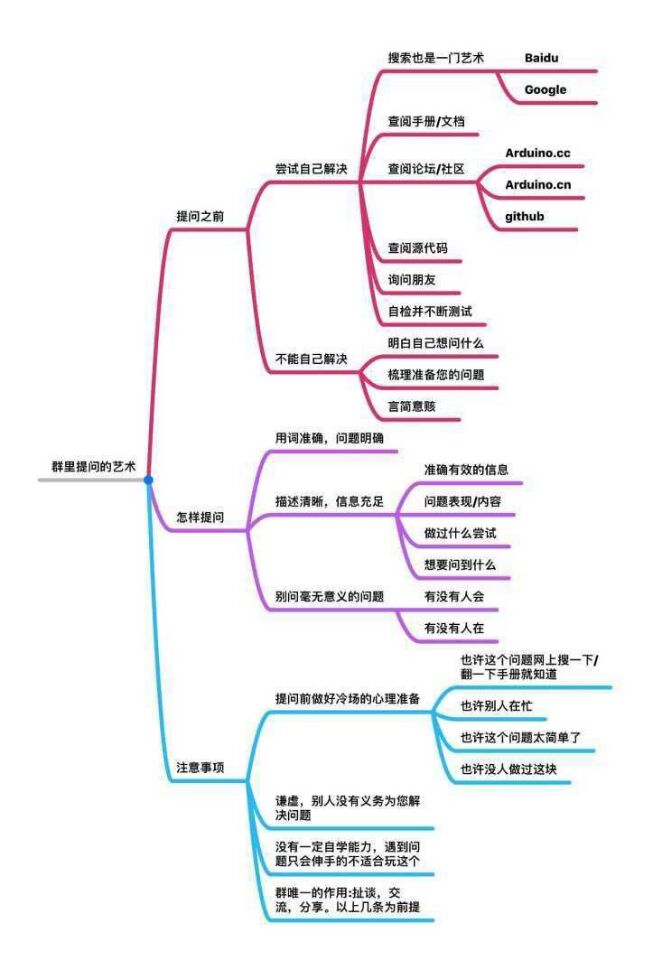 群里提问的艺术
提问之前
尝试自己解决
搜索也是一门艺术
Baidu
Google
查阅手册/文档
查阅论坛/社区
Arduino.cc
Arduino.cn
github
查阅源代码
询问朋友
自检并不断测试
不能自己解决
明白自己想问什么
梳理准备您的问题
言简意赅
怎样提问
用词准确，问题明确
描述清晰，信息充足
准确有效的信息
问题表现/内容
做过什么尝试
想要问到什么
别问毫无意义的问题
有没有人会
有没有人在
注意事项
提问前做好冷场的心理准备
也许这个问题网上搜一下/
翻一下手册就知道
也许别人在忙
也许这个问题太简单了
也许没人做过这块
谦虚，别人没有义务为您解
决问题
没有一定自学能力，遇到问
题只会伸手的不适合玩这个
群唯一的作用:扯谈，交
流，分享。以上几条为前提